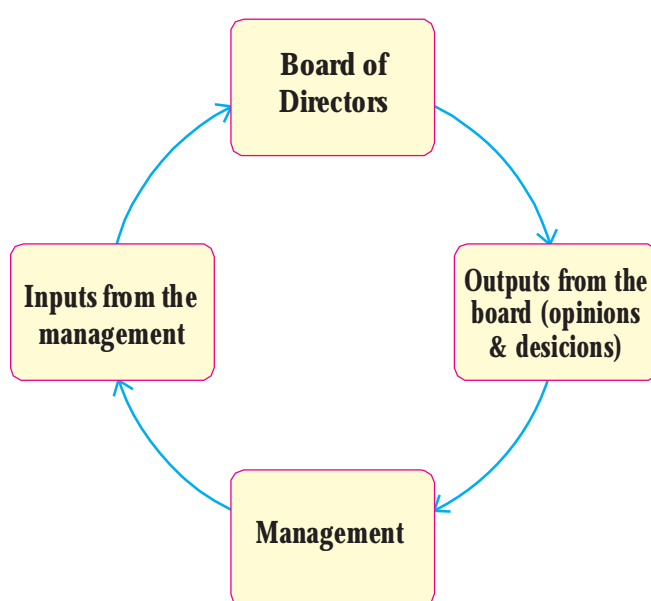 Board of
Directors
Inputs from the
management
Outputs from the
board (opinions
& desicions)
Management